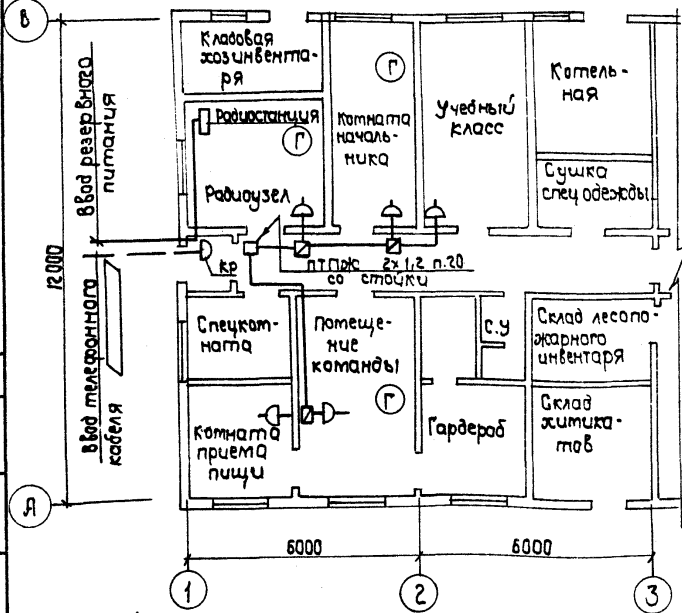 В
Кладовая
хозинвента-
ря
Г
Котель-
ная
Учебный
класс
Радиостанция
Г
Комната
началь-
ника
Ввод резервного
питания
Сушка
спецодежды
Радиоузел
12000
кр
ПТПЖ 2х1,2 п.20
со стойки
Спецком-
ната
Помеще-
ние
команды
С.У
Склад лесопо-
жарного
инвентаря
Ввод телефонного
кабеля
Г
Комната
приема
пищи
Гардероб
Склад
химика-
тов
А
6000
6000
1
2
3